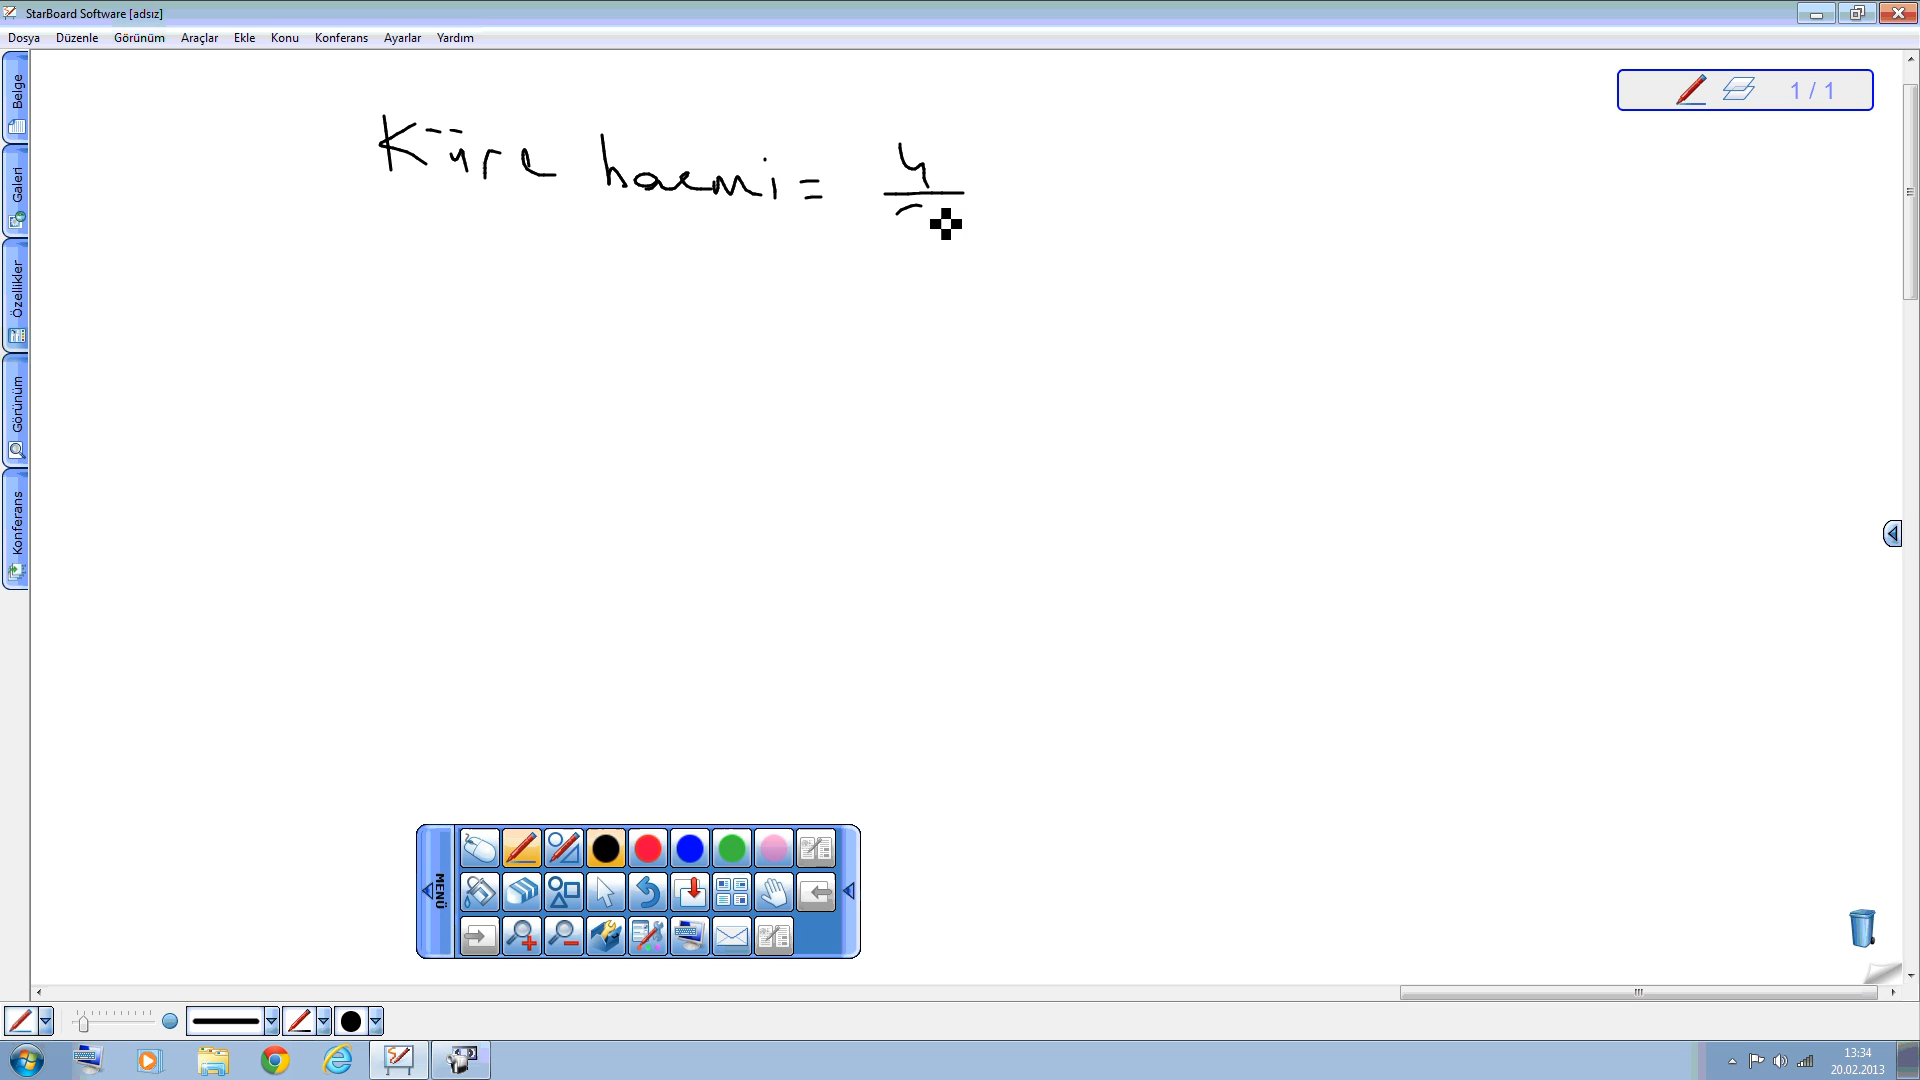 StarBoard Software [adsız]
Dosya Düzenle Görünüm Araçlar Ekle Konu Konferans Ayarlar Yardım
Belge
Galeri
Özellikler
Görünüm
Konferans
1 / 1
Küre hacmi = 4
MENÜ
13:34
20.02.2013